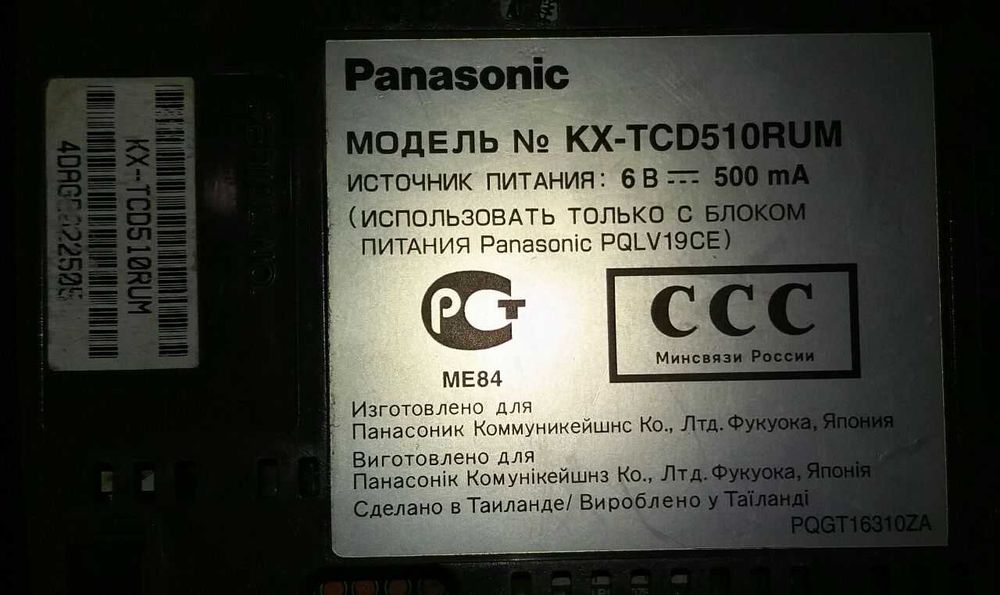 Panasonic
МОДЕЛЬ № KX-TCD510RUM
ИСТОЧНИК ПИТАНИЯ: 6 В 500 mA
(ИСПОЛЬЗОВАТЬ ТОЛЬКО С БЛОКОМ
ПИТАНИЯ Panasonic PQLV19CE)
РСТ
ME84
ССС
Минсвязи России
Изготовлено для
Панасоник Коммуникейшнс Ко., Лтд. Фукуока, Япония
Виготовлено для
Панасонік Комунікейшнз Ко., Лтд. Фукуока, Японія
Сделано в Таиланде/ Вироблено у Таїланді
PQGT16310ZA
KX-TCD510RUM